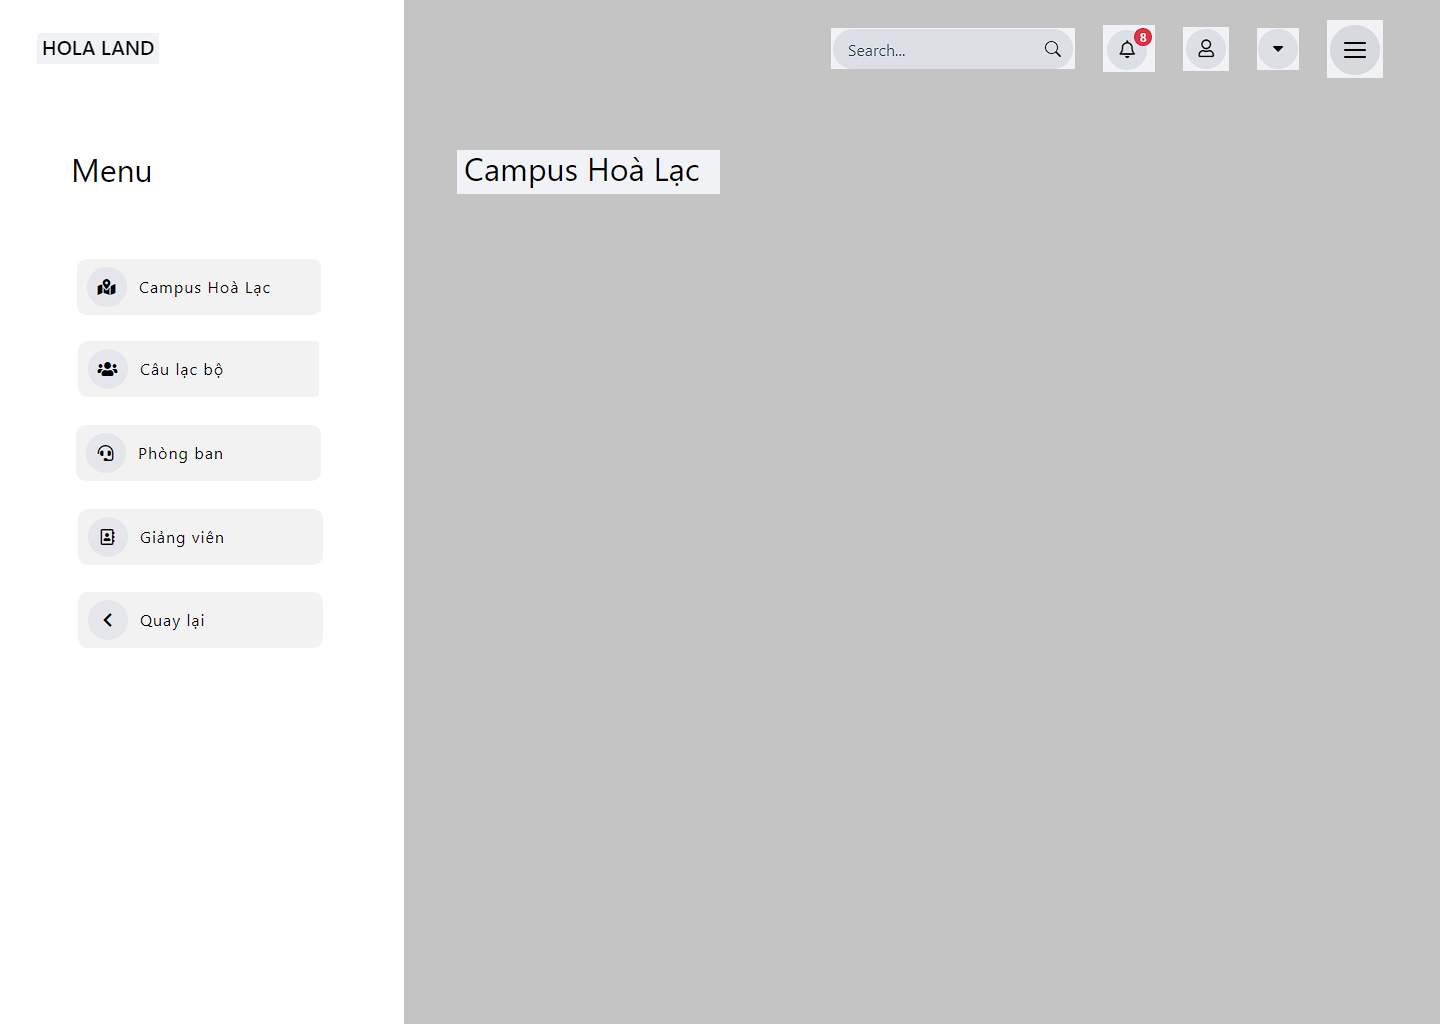 HOLA LAND
Search...
8
Menu
Campus Hoà Lạc
Campus Hoà Lạc
Câu lạc bộ
Phòng ban
Giảng viên
Quay lại